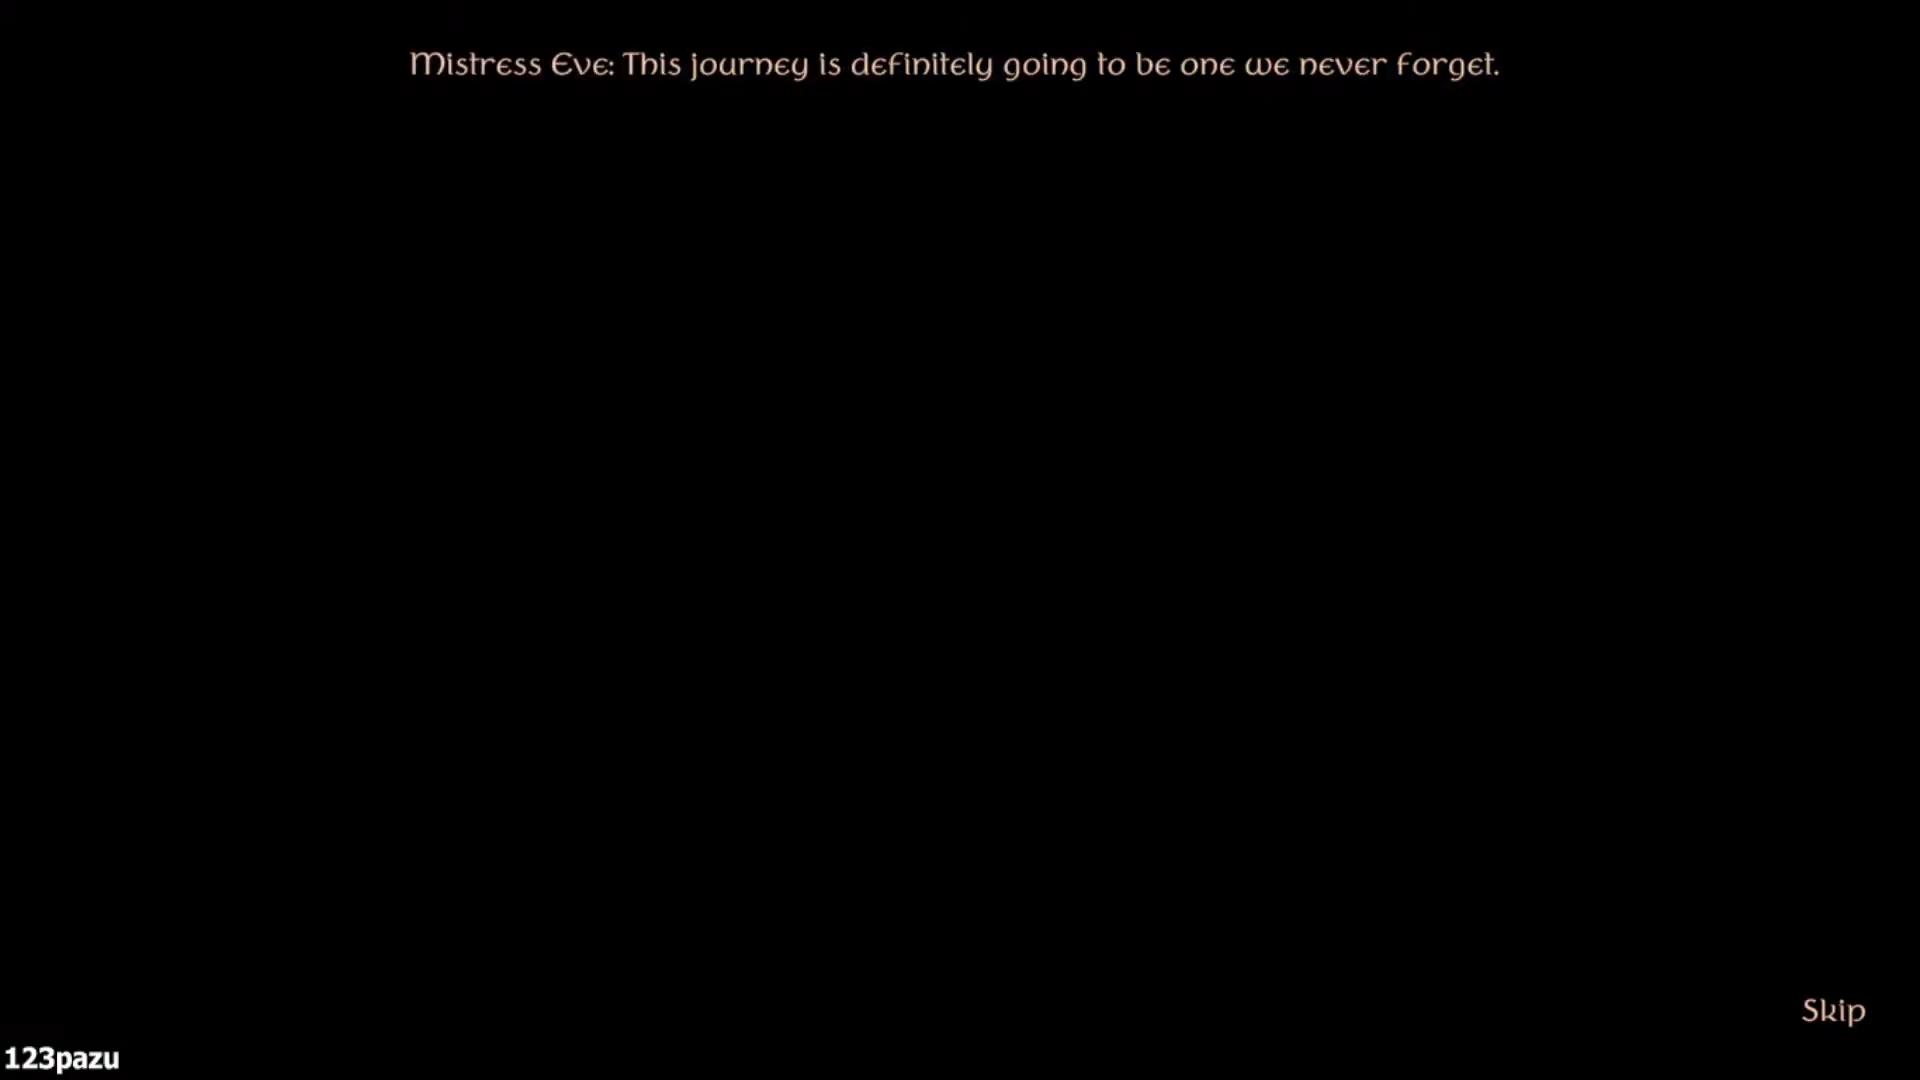 Mistress Eve: This journey is definitely going to be one we never forget.
Skip
123pazu